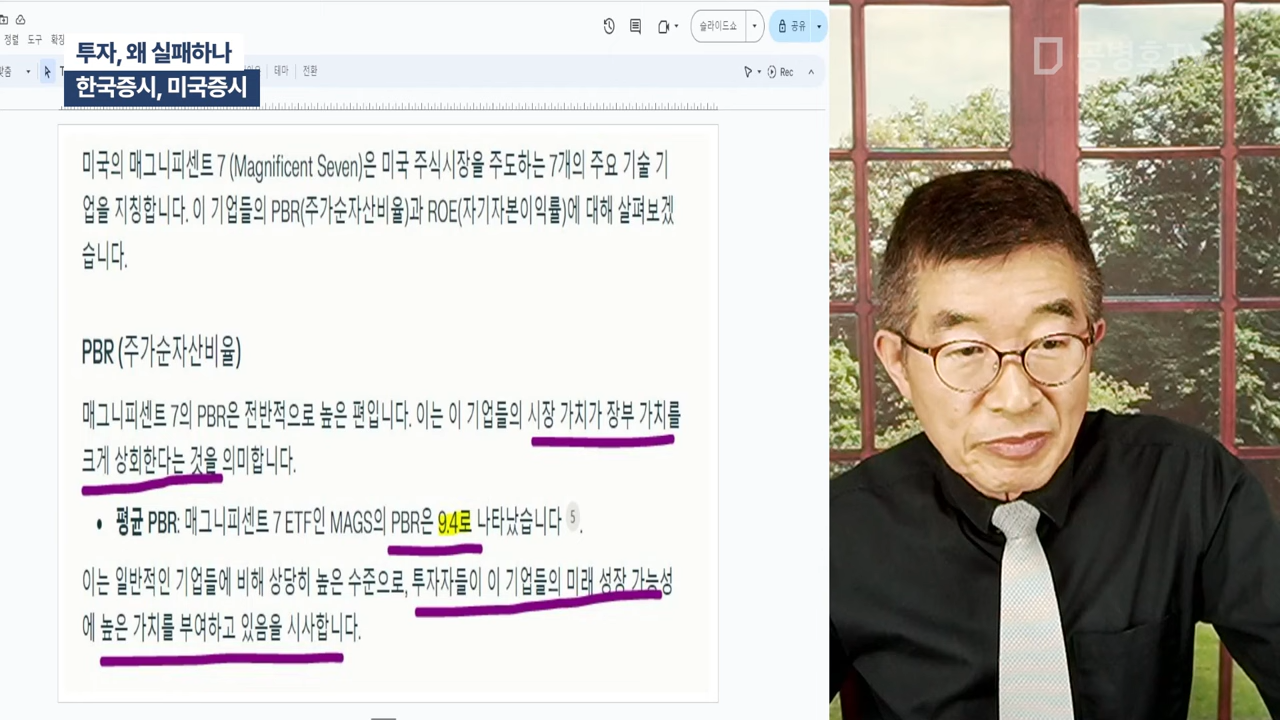 정렬 도구 확장
슬라이드쇼
공유
투자, 왜 실패하나
한국증시, 미국증시
테마
전환
Rec
미국의 매그니피센트 7 (Magnificent Seven)은 미국 주식시장을 주도하는 7개의 주요 기술 기
업을 지칭합니다. 이 기업들의 PBR(주가순자산비율)과 ROE(자기자본이익률)에 대해 살펴보겠
습니다.
PBR (주가순자산비율)
매그니피센트 7의 PBR은 전반적으로 높은 편입니다. 이는 이 기업들의 시장 가치가 장부 가치를
크게 상회한다는 것을 의미합니다.
• 평균 PBR: 매그니피센트 7 ETF인 MAGS의 PBR은 9.4로 나타났습니다 5 .
이는 일반적인 기업들에 비해 상당히 높은 수준으로, 투자자들이 이 기업들의 미래 성장 가능성
에 높은 가치를 부여하고 있음을 시사합니다.